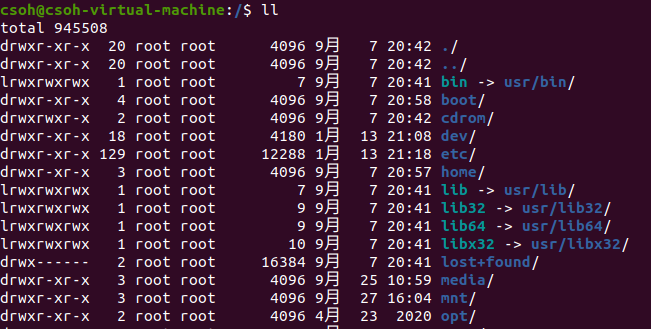 csoh@csoh-virtual-machine:/$ ll
total 945508
drwxr-xr-x  20 root root      4096 9月   7 20:42 ./
drwxr-xr-x  20 root root      4096 9月   7 20:42 ../
lrwxrwxrwx   1 root root         7 9月   7 20:41 bin -> usr/bin/
drwxr-xr-x   4 root root      4096 9月   7 20:58 boot/
drwxrwxr-x   2 root root      4096 9月   7 20:42 cdrom/
drwxr-xr-x  18 root root      4180 1月  13 21:08 dev/
drwxr-xr-x 129 root root     12288 1月  13 21:18 etc/
drwxr-xr-x   3 root root      4096 9月   7 20:57 home/
lrwxrwxrwx   1 root root         7 9月   7 20:41 lib -> usr/lib/
lrwxrwxrwx   1 root root         9 9月   7 20:41 lib32 -> usr/lib32/
lrwxrwxrwx   1 root root         9 9月   7 20:41 lib64 -> usr/lib64/
lrwxrwxrwx   1 root root        10 9月   7 20:41 libx32 -> usr/libx32/
drwx------   2 root root     16384 9月   7 20:41 lost+found/
drwxr-xr-x   3 root root      4096 9月  25 10:59 media/
drwxr-xr-x   3 root root      4096 9月  27 16:04 mnt/
drwxr-xr-x   2 root root      4096 4月  23  2020 opt/